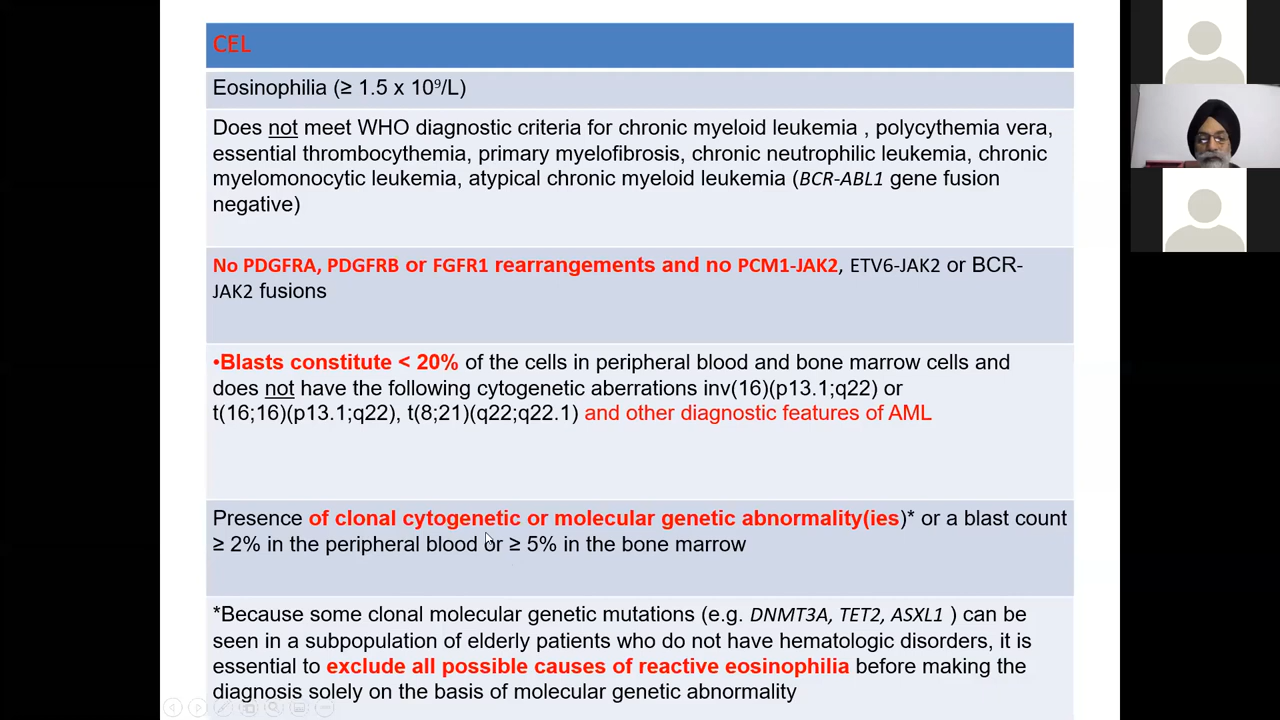 CEL
Eosinophilia (≥ 1.5 x 10⁹/L)
Does not meet WHO diagnostic criteria for chronic myeloid leukemia , polycythemia vera,
essential thrombocythemia, primary myelofibrosis, chronic neutrophilic leukemia, chronic
myelomonocytic leukemia, atypical chronic myeloid leukemia (BCR-ABL1 gene fusion
negative)
No PDGFRA, PDGFRB or FGFR1 rearrangements and no PCM1-JAK2, ETV6-JAK2 or BCR-
JAK2 fusions
•Blasts constitute < 20% of the cells in peripheral blood and bone marrow cells and
does not have the following cytogenetic aberrations inv(16)(p13.1;q22) or
t(16;16)(p13.1;q22), t(8;21)(q22;q22.1) and other diagnostic features of AML
Presence of clonal cytogenetic or molecular genetic abnormality(ies)* or a blast count
≥ 2% in the peripheral blood or ≥ 5% in the bone marrow
*Because some clonal molecular genetic mutations (e.g. DNMT3A, TET2, ASXL1 ) can be
seen in a subpopulation of elderly patients who do not have hematologic disorders, it is
essential to exclude all possible causes of reactive eosinophilia before making the
diagnosis solely on the basis of molecular genetic abnormality